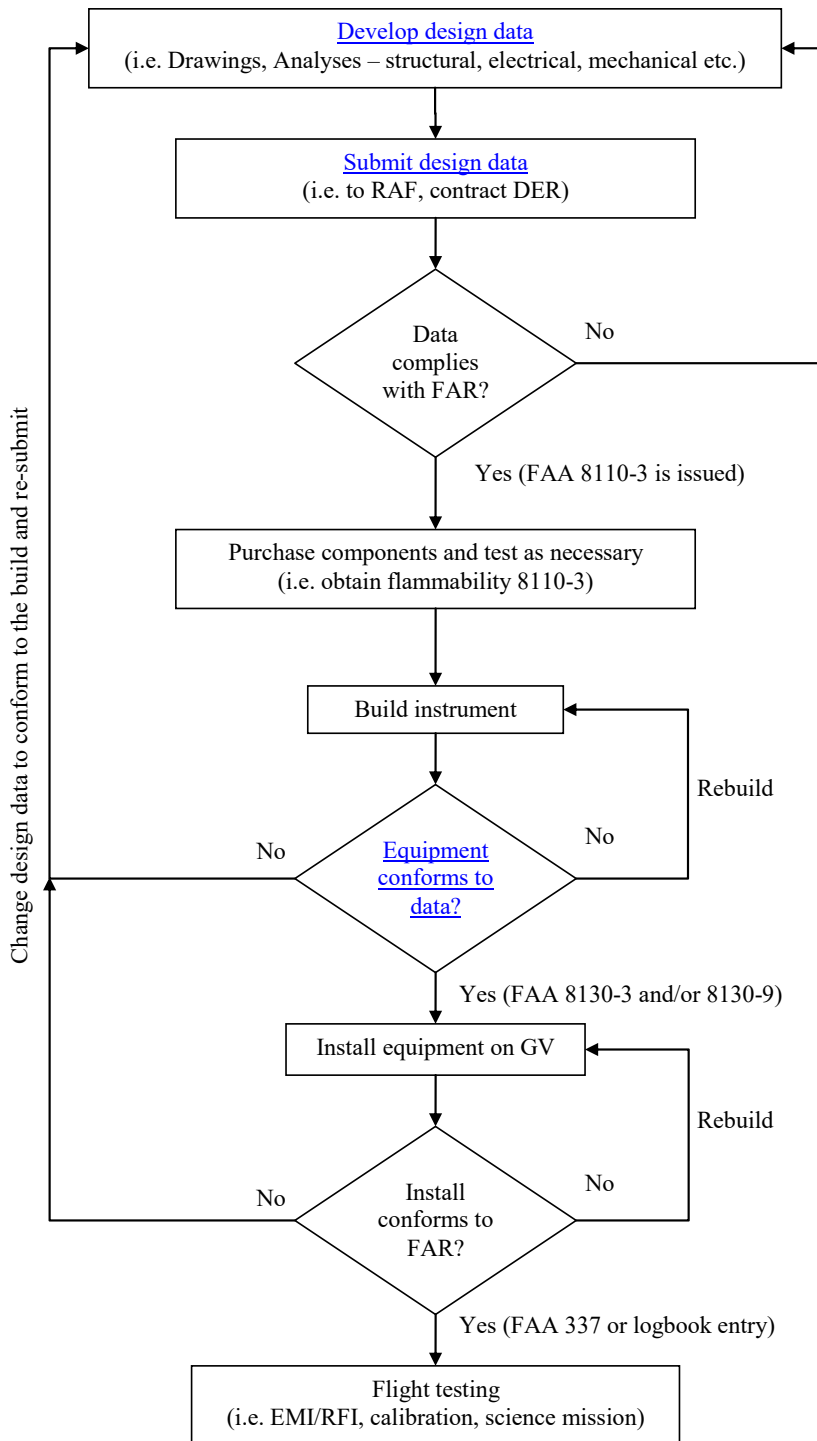 Develop design data
(i.e. Drawings, Analyses – structural, electrical, mechanical etc.)
Submit design data
(i.e. to RAF, contract DER)
Data
complies
with FAR?
No
Yes (FAA 8110-3 is issued)
Purchase components and test as necessary
(i.e. obtain flammability 8110-3)
Build instrument
Rebuild
Change design data to conform to the build and re-submit
No
Equipment
conforms to
data?
No
Yes (FAA 8130-3 and/or 8130-9)
Install equipment on GV
Rebuild
No
Install
conforms to
FAR?
No
Yes (FAA 337 or logbook entry)
Flight testing
(i.e. EMI/RFI, calibration, science mission)